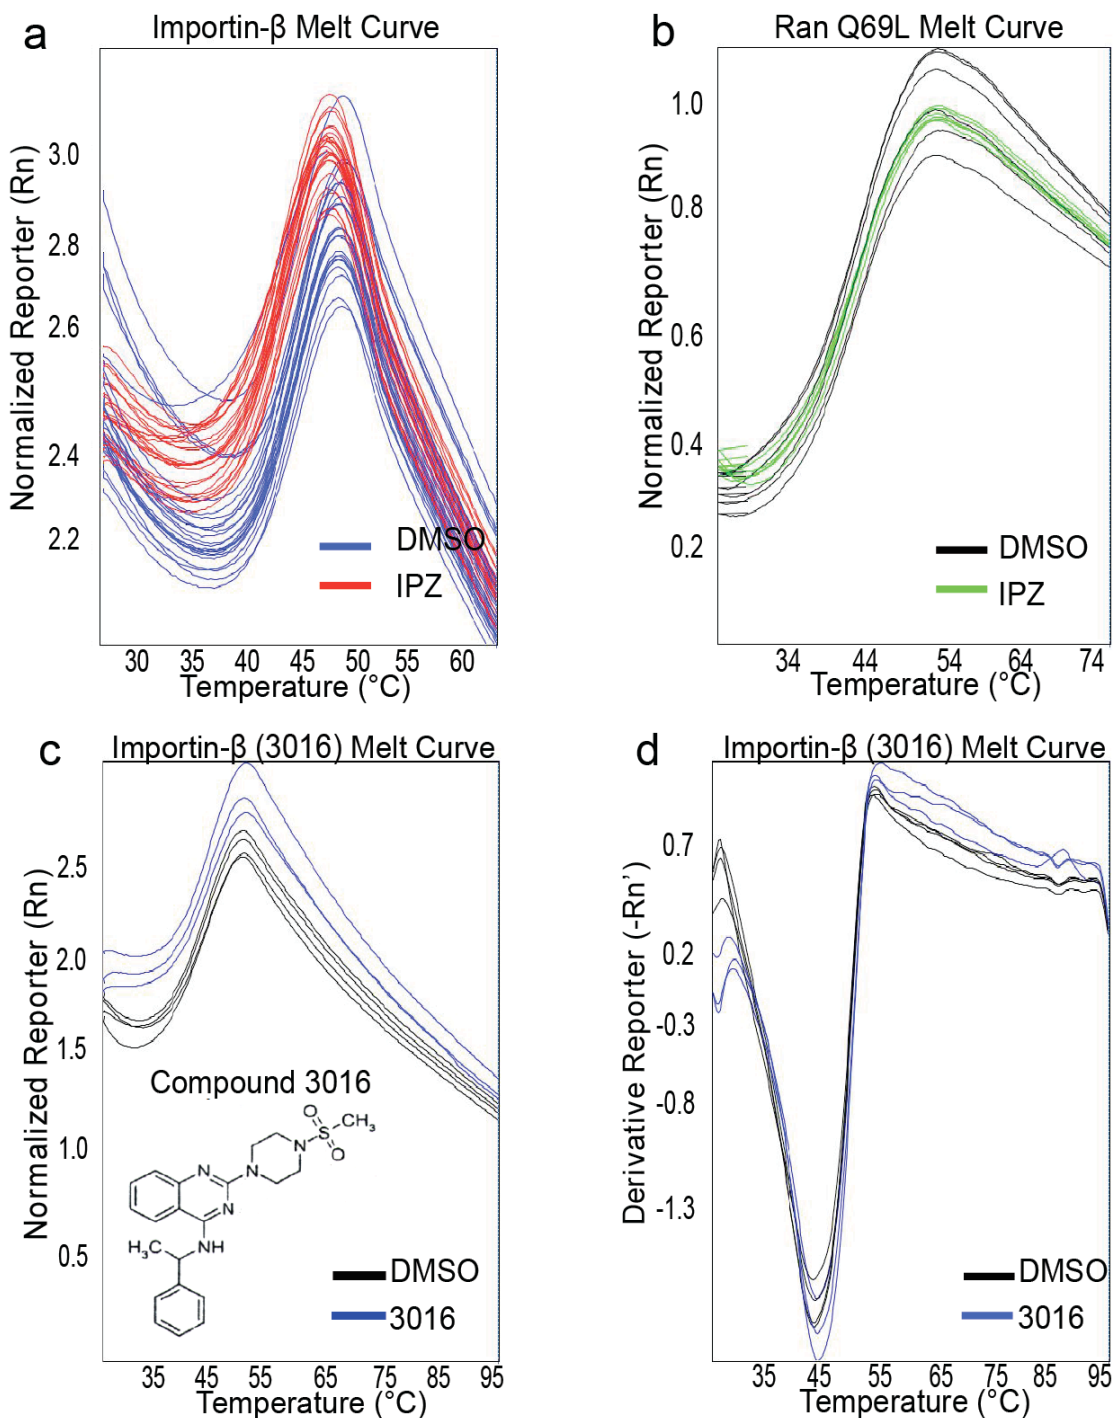 a
Importin-β Melt Curve
Normalized Reporter (Rn)
3.0
2.8
2.6
2.4
2.2
DMSO
IPZ
30 35 40 45 50 55 60
Temperature (°C)
b
Ran Q69L Melt Curve
Normalized Reporter (Rn)
1.0
0.8
0.6
0.4
0.2
DMSO
IPZ
34 44 54 64 74
Temperature (°C)
c
Importin-β (3016) Melt Curve
Normalized Reporter (Rn)
2.5
2.0
1.5
1.0
0.5
Compound 3016
O
S
CH3
N
O
N
N
N
H3C
NH
DMSO
3016
35 45 55 65 75 85 95
Temperature (°C)
d
Importin-β (3016) Melt Curve
Derivative Reporter (-Rn’)
0.7
0.2
-0.3
-0.8
-1.3
DMSO
3016
35 45 55 65 75 85 95
Temperature (°C)